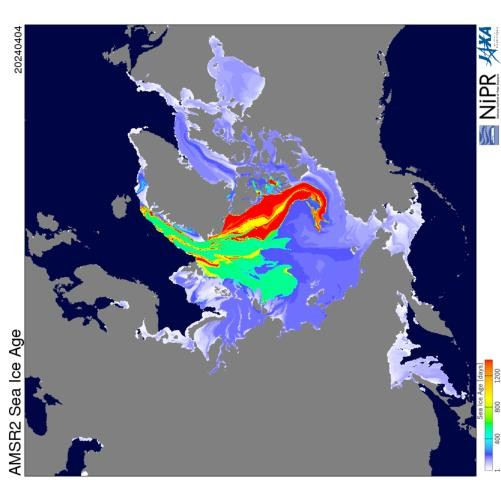 AMSR2 Sea Ice Age
20240404
NiPR
JAXA
Sea Ice Age [days]
1
400
800
1200